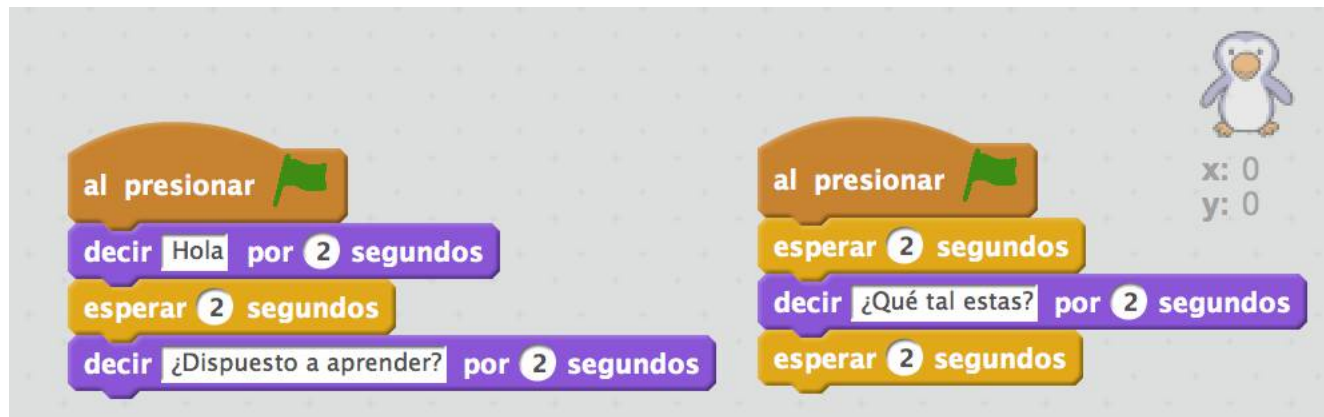 al presionar
decir Hola por 2 segundos
esperar 2 segundos
decir ¿Dispuesto a aprender? por 2 segundos
al presionar
esperar 2 segundos
decir ¿Qué tal estas? por 2 segundos
esperar 2 segundos
x: 0
y: 0